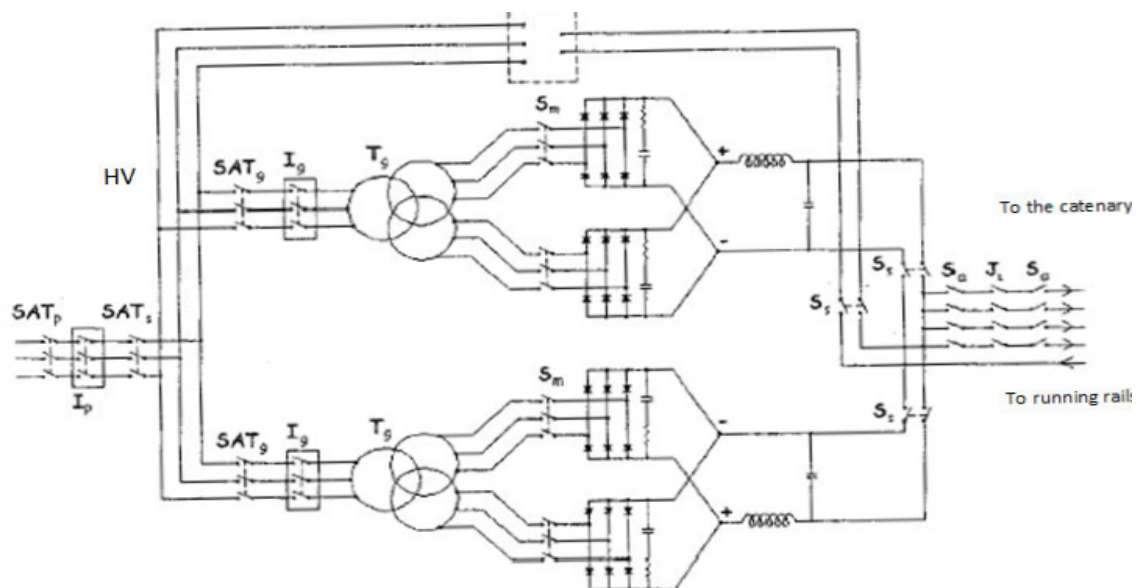 Sm
+
SATg Ig Tg
HV
-
To the catenary
Ss Sa J1 Sa
Ss
SATp SATs
Ip
Sm
To running rails
Ss
-
SATg Ig Tg
+